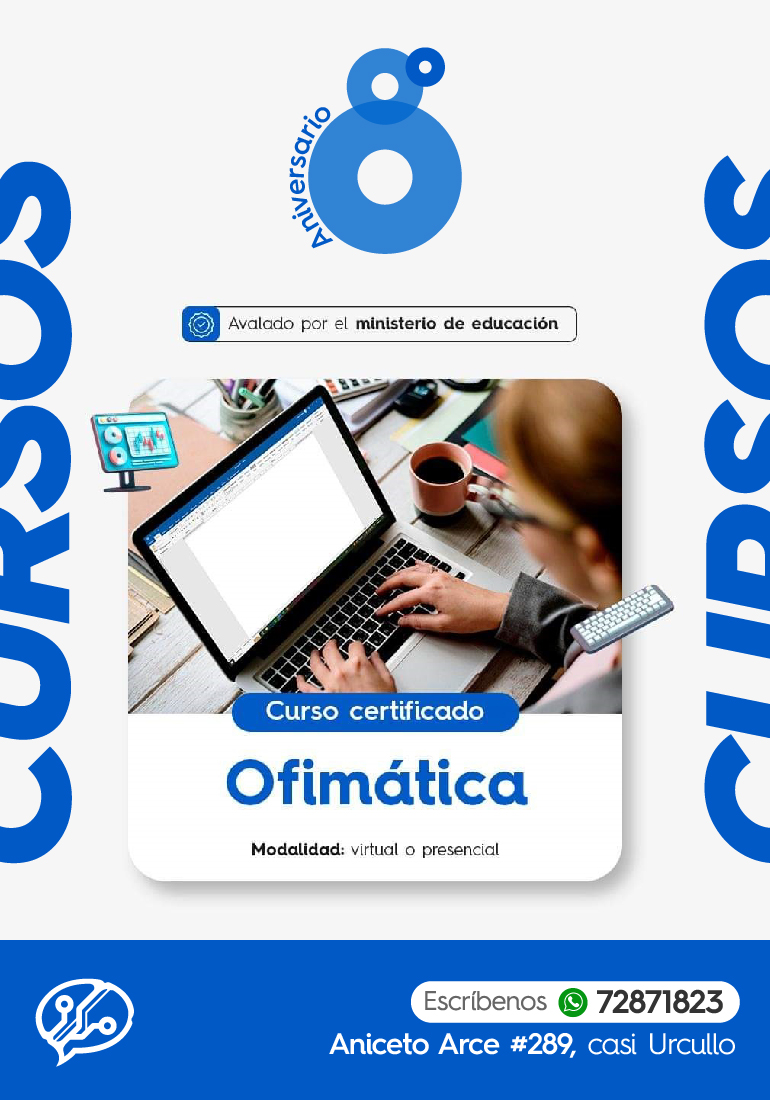 8°
Aniversario
Avalado por el ministerio de educación
CURSOS
CURSOS
Curso certificado
Ofimática
Modalidad: virtual o presencial
Escríbenos 72871823
Aniceto Arce #289, casi Urcullo